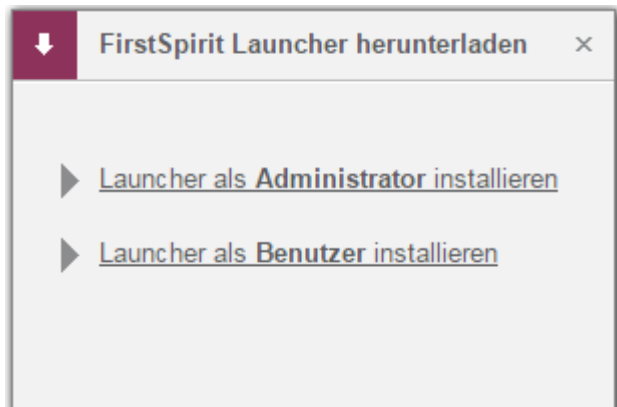 FirstSpirit Launcher herunterladen
Launcher als Administrator installieren
Launcher als Benutzer installieren